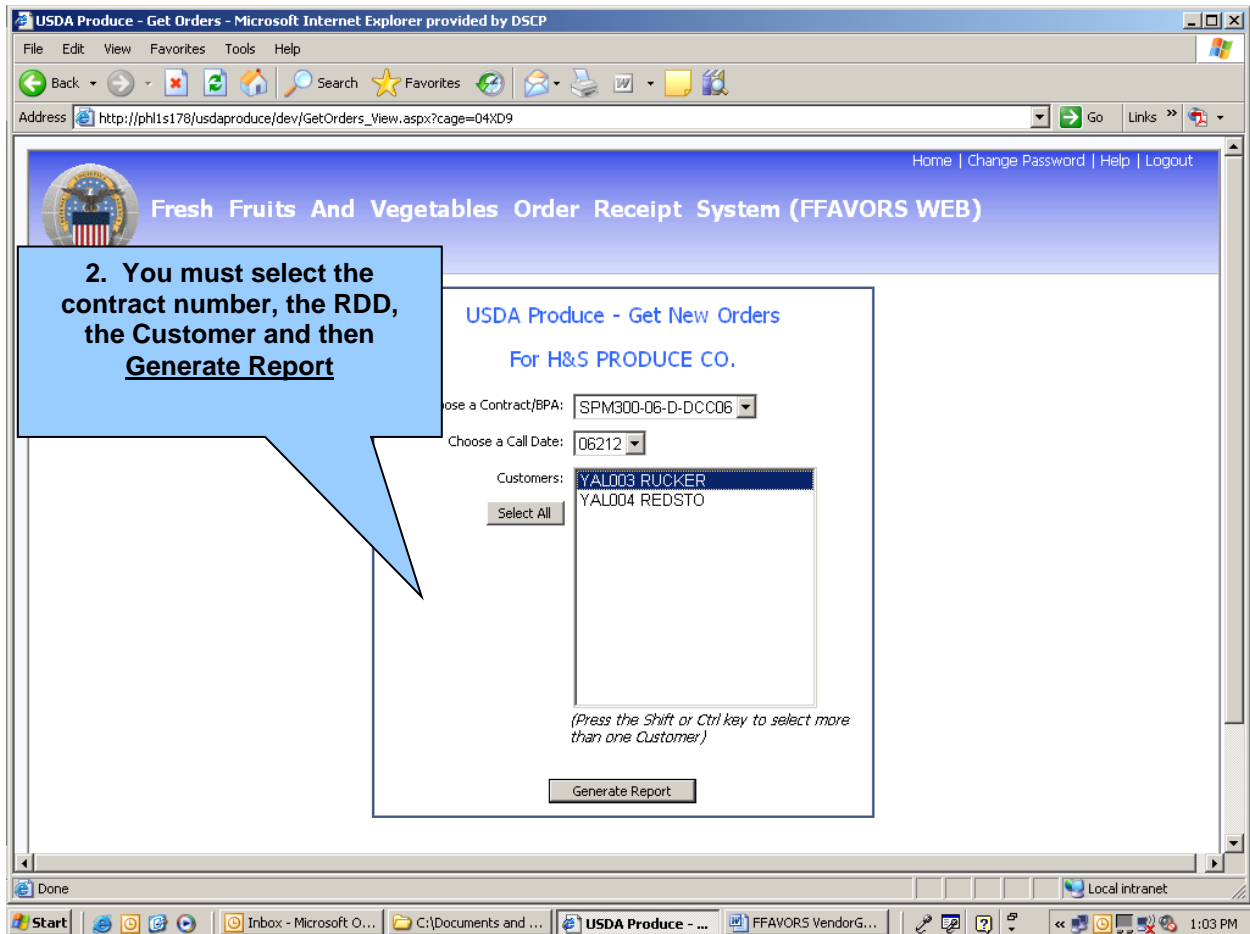 USDA Produce - Get Orders - Microsoft Internet Explorer provided by DSCP
File Edit View Favorites Tools Help
Back Search Favorites
Address http://phl1s178/usdaproduce/dev/GetOrders_View.aspx?cage=04XD9 Go Links »
Home | Change Password | Help | Logout
Fresh Fruits And Vegetables Order Receipt System (FFAVORS WEB)
2. You must select the
contract number, the RDD,
the Customer and then
Generate Report
USDA Produce - Get New Orders
For H&S PRODUCE CO.
ose a Contract/BPA: SPM300-06-D-DCC06
Choose a Call Date: 06212
Customers: YAL003 RUCKER
YAL004 REDSTO
Select All
(Press the Shift or Ctrl key to select more
than one Customer)
Generate Report
Done Local intranet
Start Inbox - Microsoft O... C:\Documents and ... USDA Produce - ... FFAVORS VendorG... « 1:03 PM